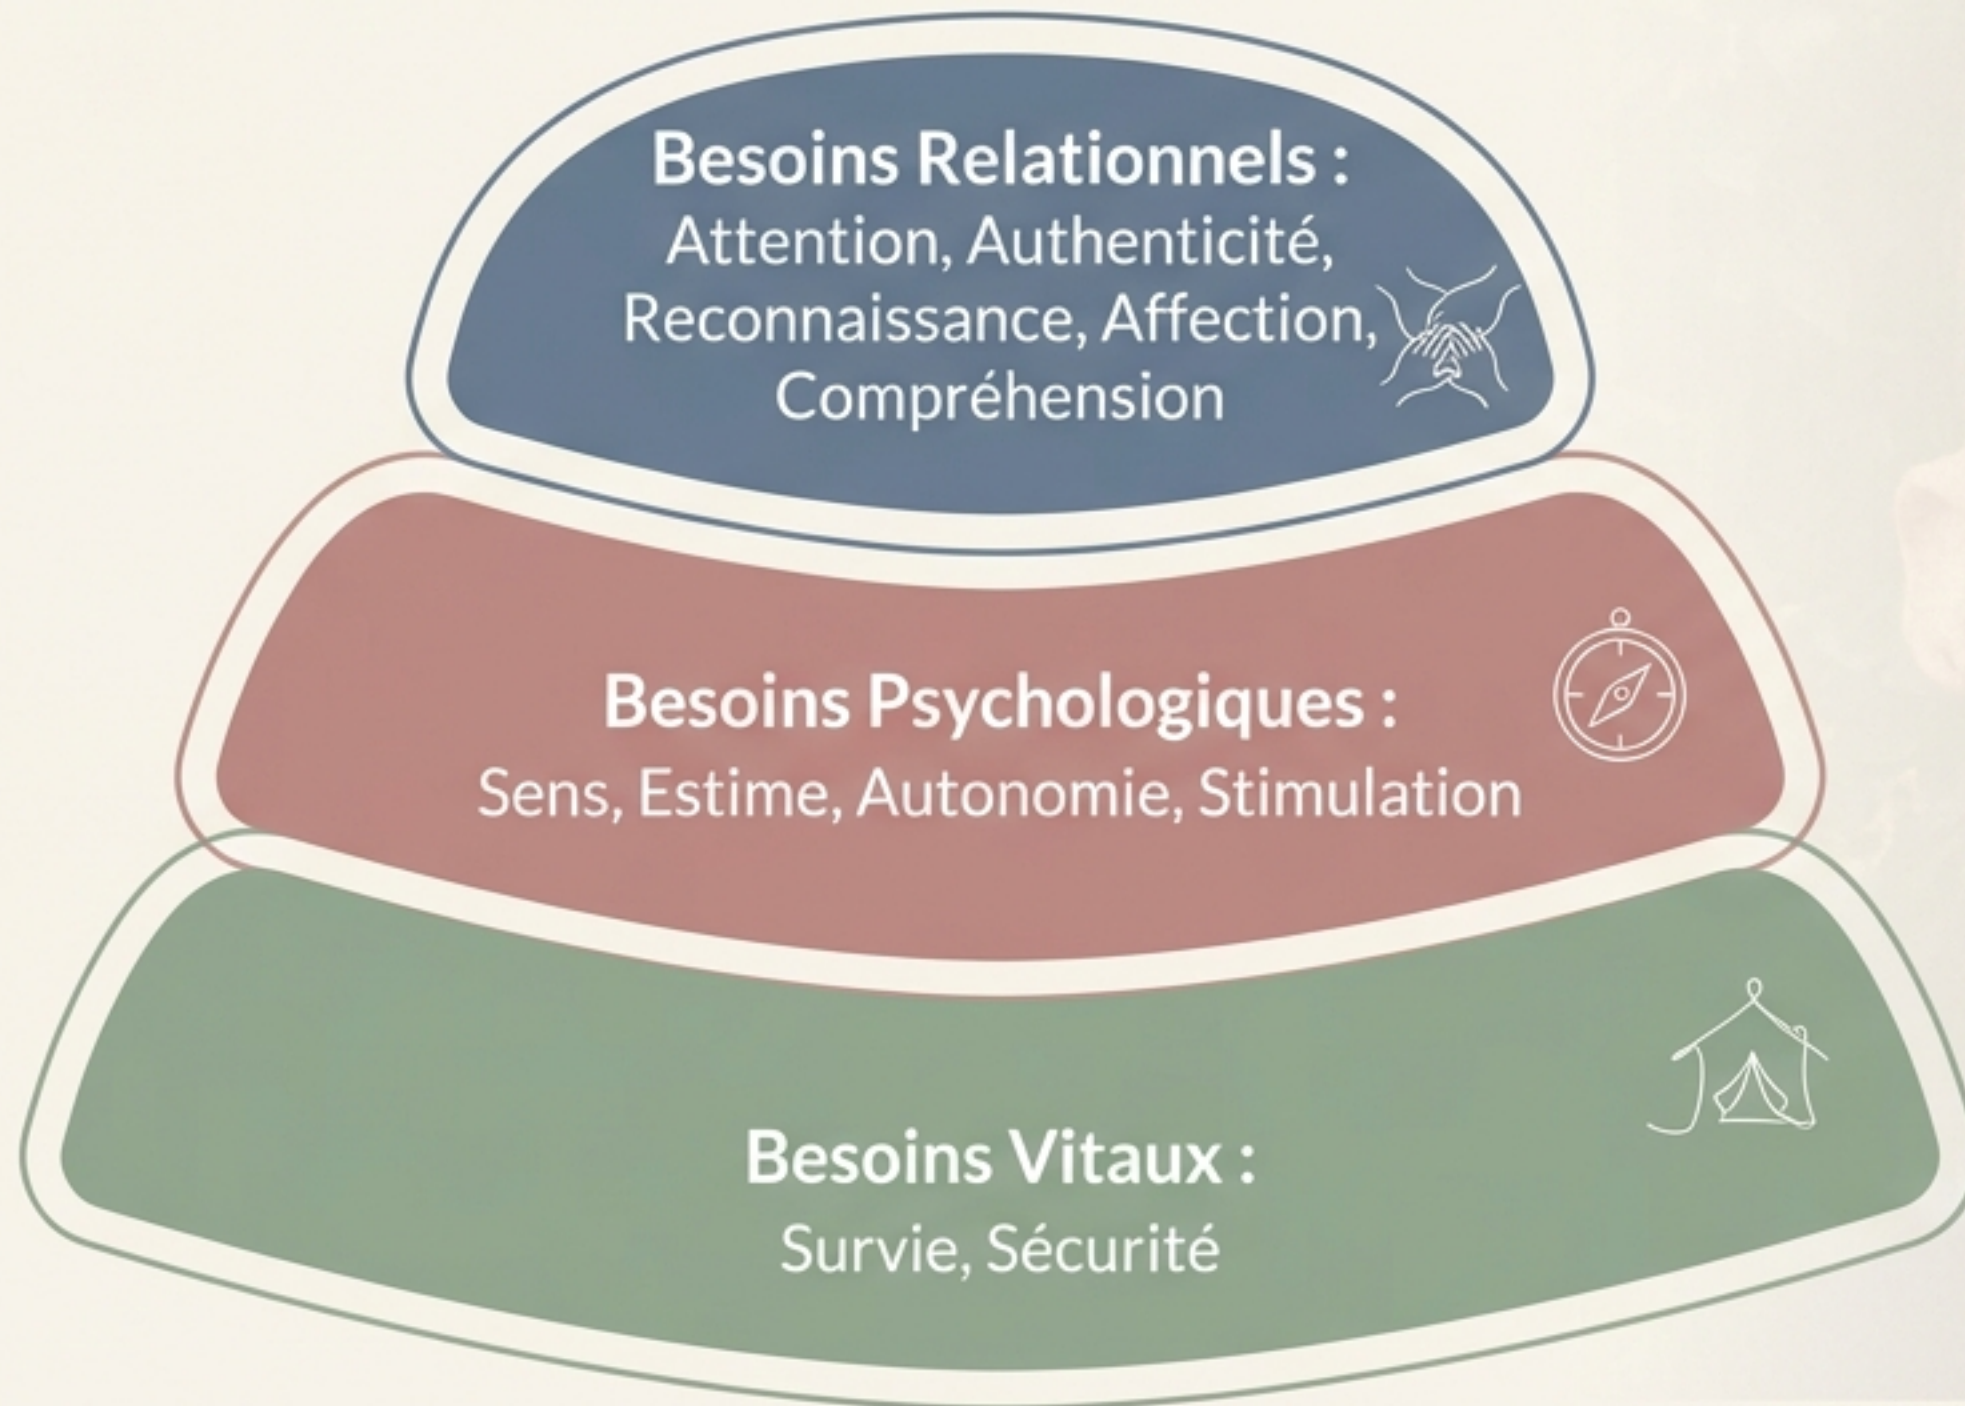 Besoins Relationnels :
Attention, Authenticité,
Reconnaissance, Affection,
Compréhension
Besoins Psychologiques :
Sens, Estime, Autonomie, Stimulation
Besoins Vitaux :
Survie, Sécurité